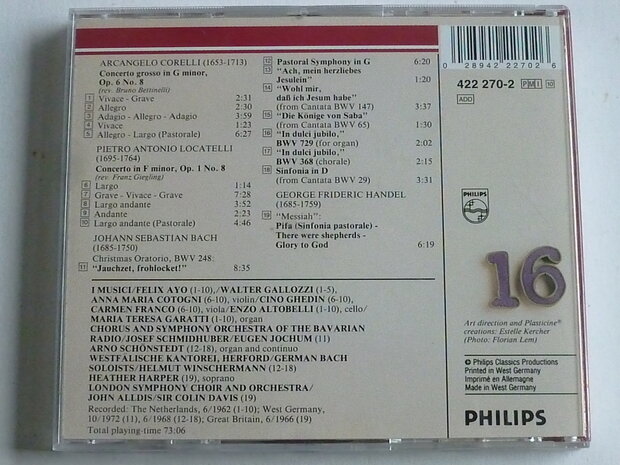 ARCANGELO CORELLI (1653-1713)
Concerto grosso in G minor,
Op. 6 No. 8
(rev. Bruno Bettinelli)
1 Vivace - Grave 2:31
2 Allegro 2:30
3 Adagio - Allegro - Adagio 3:59
4 Vivace 1:23
5 Allegro - Largo (Pastorale) 6:27
PIETRO ANTONIO LOCATELLI
(1695-1764)
Concerto in F minor, Op. 1 No. 8
(rev. Franz Giegling)
6 Largo 1:14
7 Grave - Vivace - Grave 7:28
8 Largo andante 3:52
9 Andante 2:23
10 Largo andante (Pastorale) 4.46
JOHANN SEBASTIAN BACH
(1685-1750)
Christmas Oratorio, BWV 248:
11 "Jauchzet, frohlocket!" 8:35
12 Pastoral Symphony in G 6:20
13 "Ach, mein herzliebes
Jesulein" 1:20
14 "Wohl mir,
daß ich Jesum habe"
(from Cantata BWV 147) 3:37
15 "Die Könige von Saba"
(from Cantata BWV 65) 1:30
16 "In dulci jubilo,"
BWV 729 (for organ) 2:02
17 "In dulci jubilo,"
BWV 368 (chorale) 2:15
18 Sinfonia in D
(from Cantata BWV 29) 3:31
GEORGE FRIDERIC HANDEL
(1685-1759)
19 "Messiah":
Pifa (Sinfonia pastorale) -
There were shepherds -
Glory to God 6:19
I MUSICI/FELIX AYO (1-10),/WALTER GALLOZZI (1-5),
ANNA MARIA COTOGNI (6-10), violin/CINO GHEDIN (6-10),
CARMEN FRANCO (6-10), viola/ENZO ALTOBELLI (1-10), cello/
MARIA TERESA GARATTI (1-10), organ
CHORUS AND SYMPHONY ORCHESTRA OF THE BAVARIAN
RADIO/JOSEF SCHMIDHUBER/EUGEN JOCHUM (11)
ARNO SCHÖNSTEDT (12-18), organ and continuo
WESTFÄLISCHE KANTOREI, HERFORD/GERMAN BACH
SOLOISTS/HELMUT WINSCHERMANN (12-18)
HEATHER HARPER (19), soprano
LONDON SYMPHONY CHOIR AND ORCHESTRA/
JOHN ALLDIS/SIR COLIN DAVIS (19)
Recorded: The Netherlands, 6/1962 (1-10); West Germany,
10/1972 (11), 6/1968 (12-18); Great Britain, 6/1966 (19)
Total playing-time 73:06
0 28942 22702 6
422 270-2 PMI 10
ADD
PHILIPS
16
Art direction and Plasticine®
creations: Estelle Kercher
(Photo: Florian Lem)
℗ Philips Classics Productions
Printed in West Germany
Imprimé en Allemagne
Made in West Germany
PHILIPS